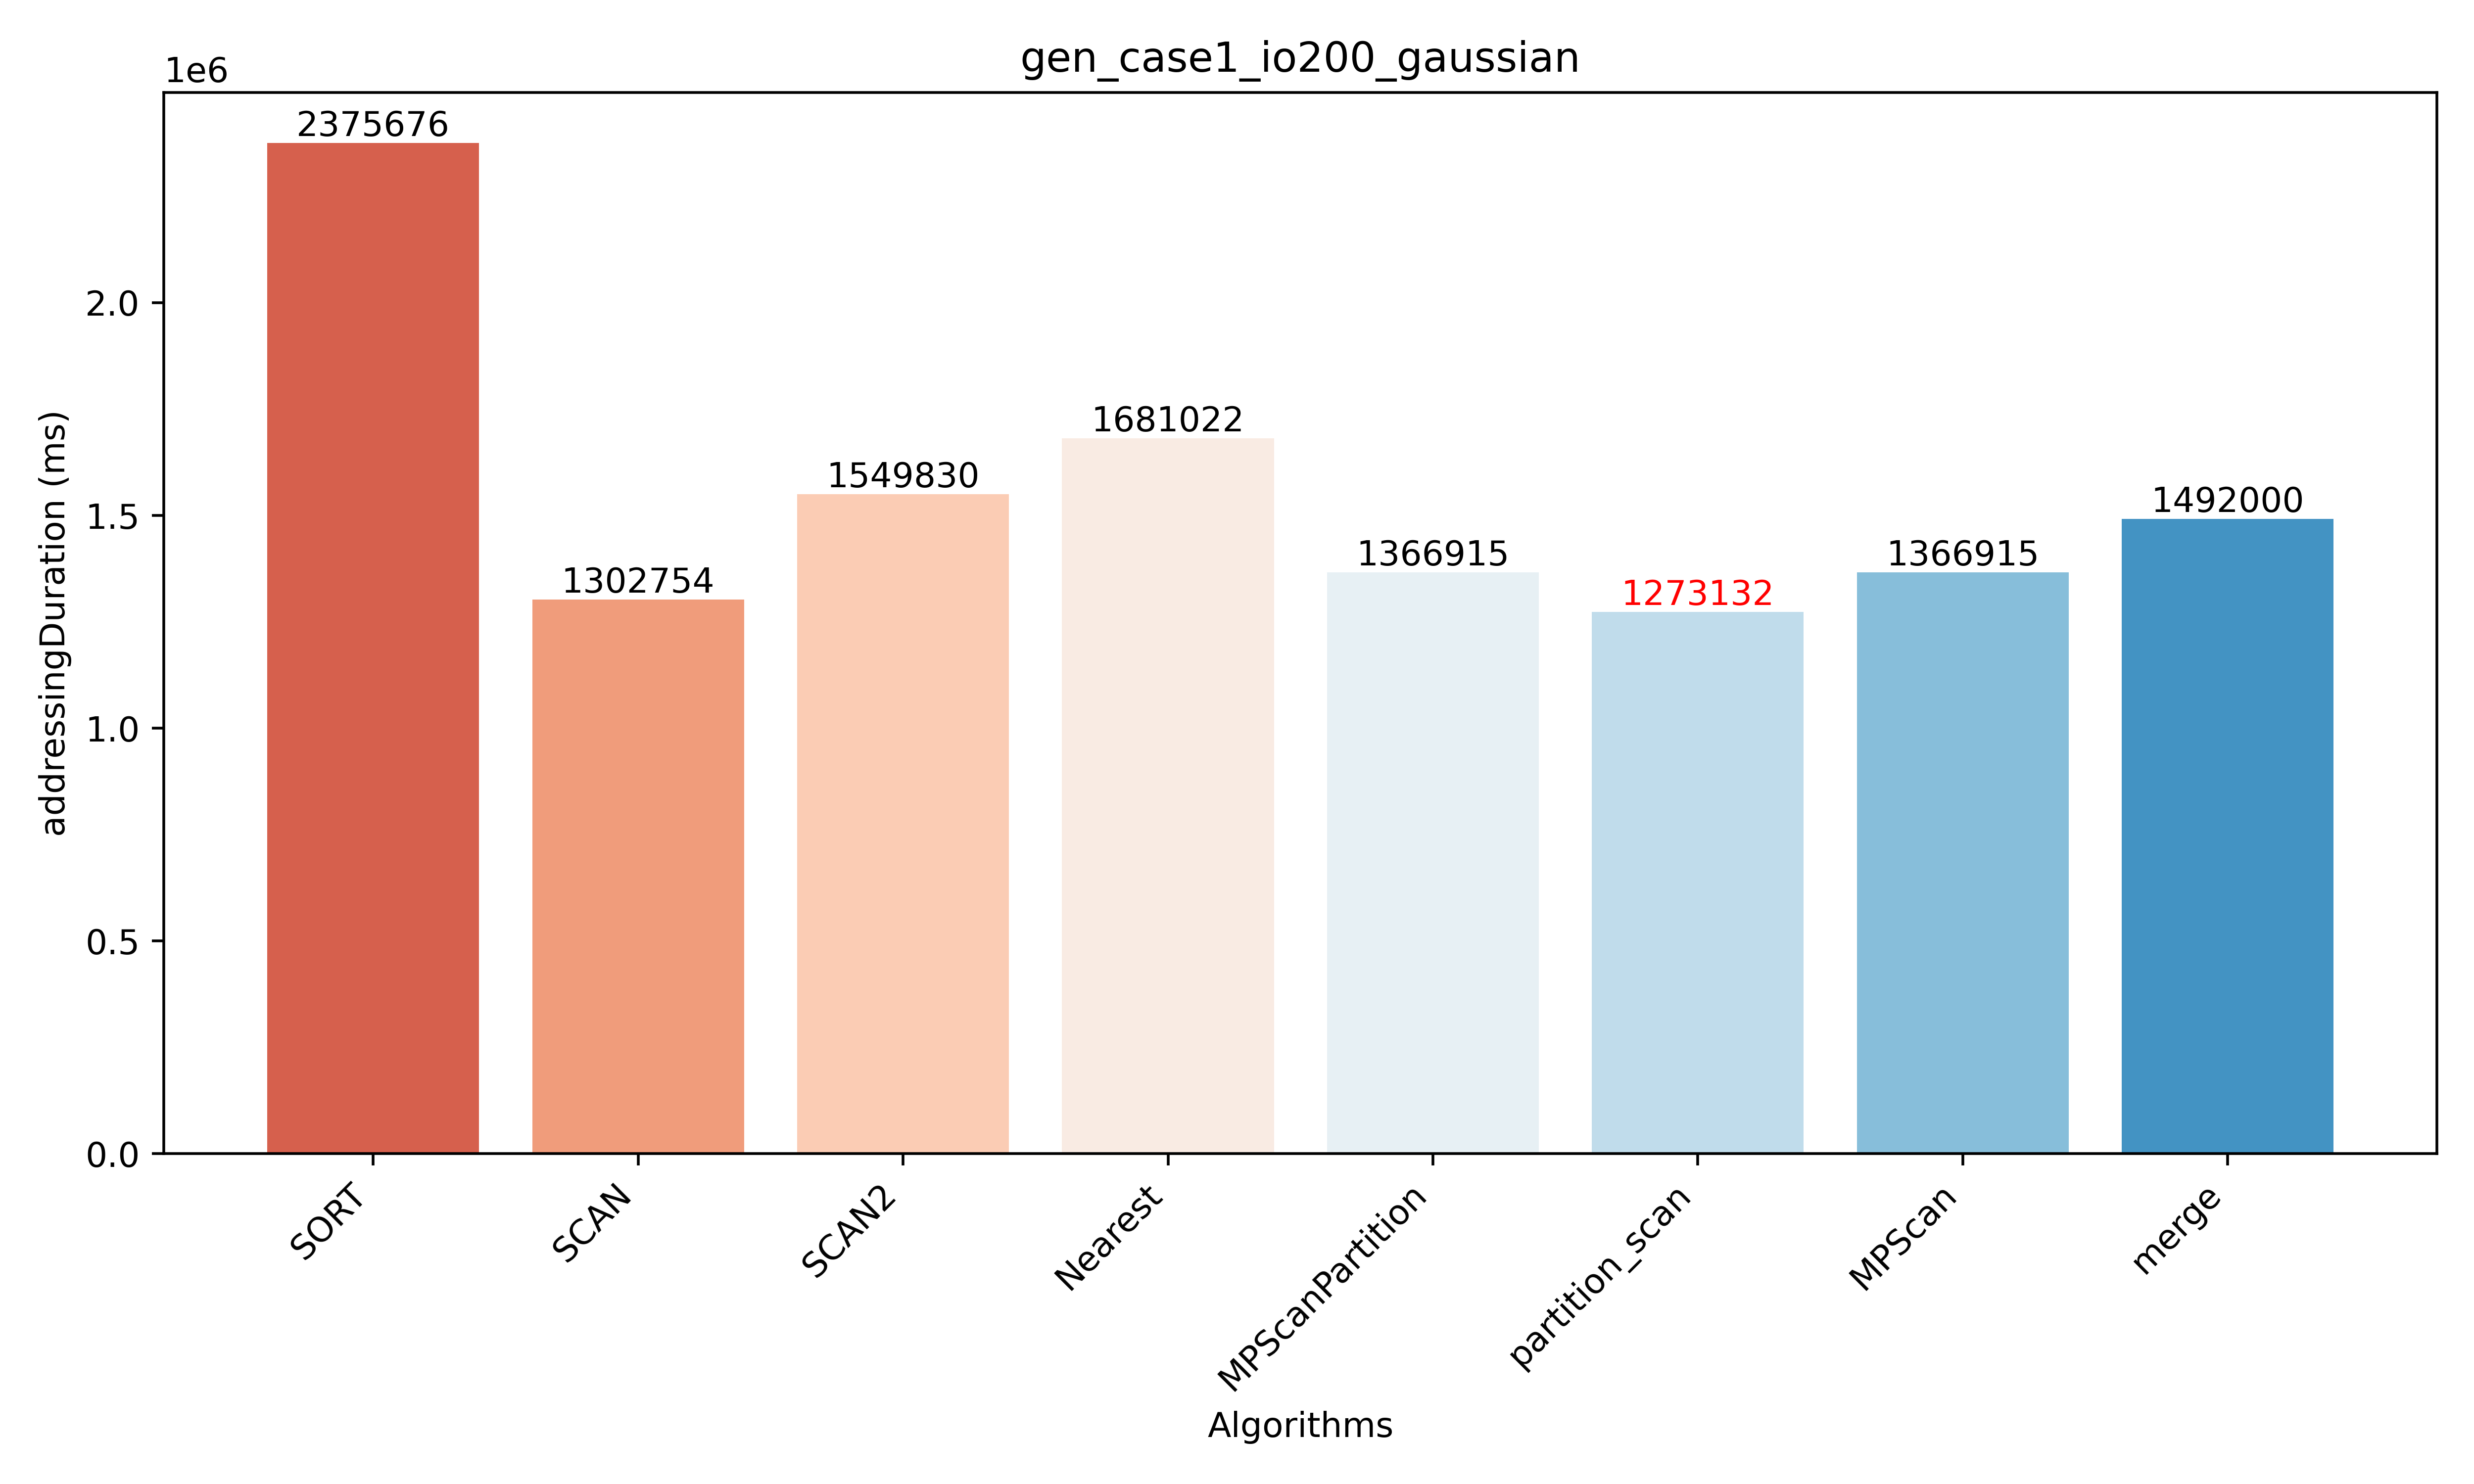 gen_case1_io200_gaussian
1e6
2375676
1302754
1549830
1681022
1366915
1273132
1366915
1492000
addressingDuration (ms)
2.0
1.5
1.0
0.5
0.0
SORT
SCAN
SCAN2
Nearest
MPScanPartition
partition_scan
MPScan
merge
Algorithms